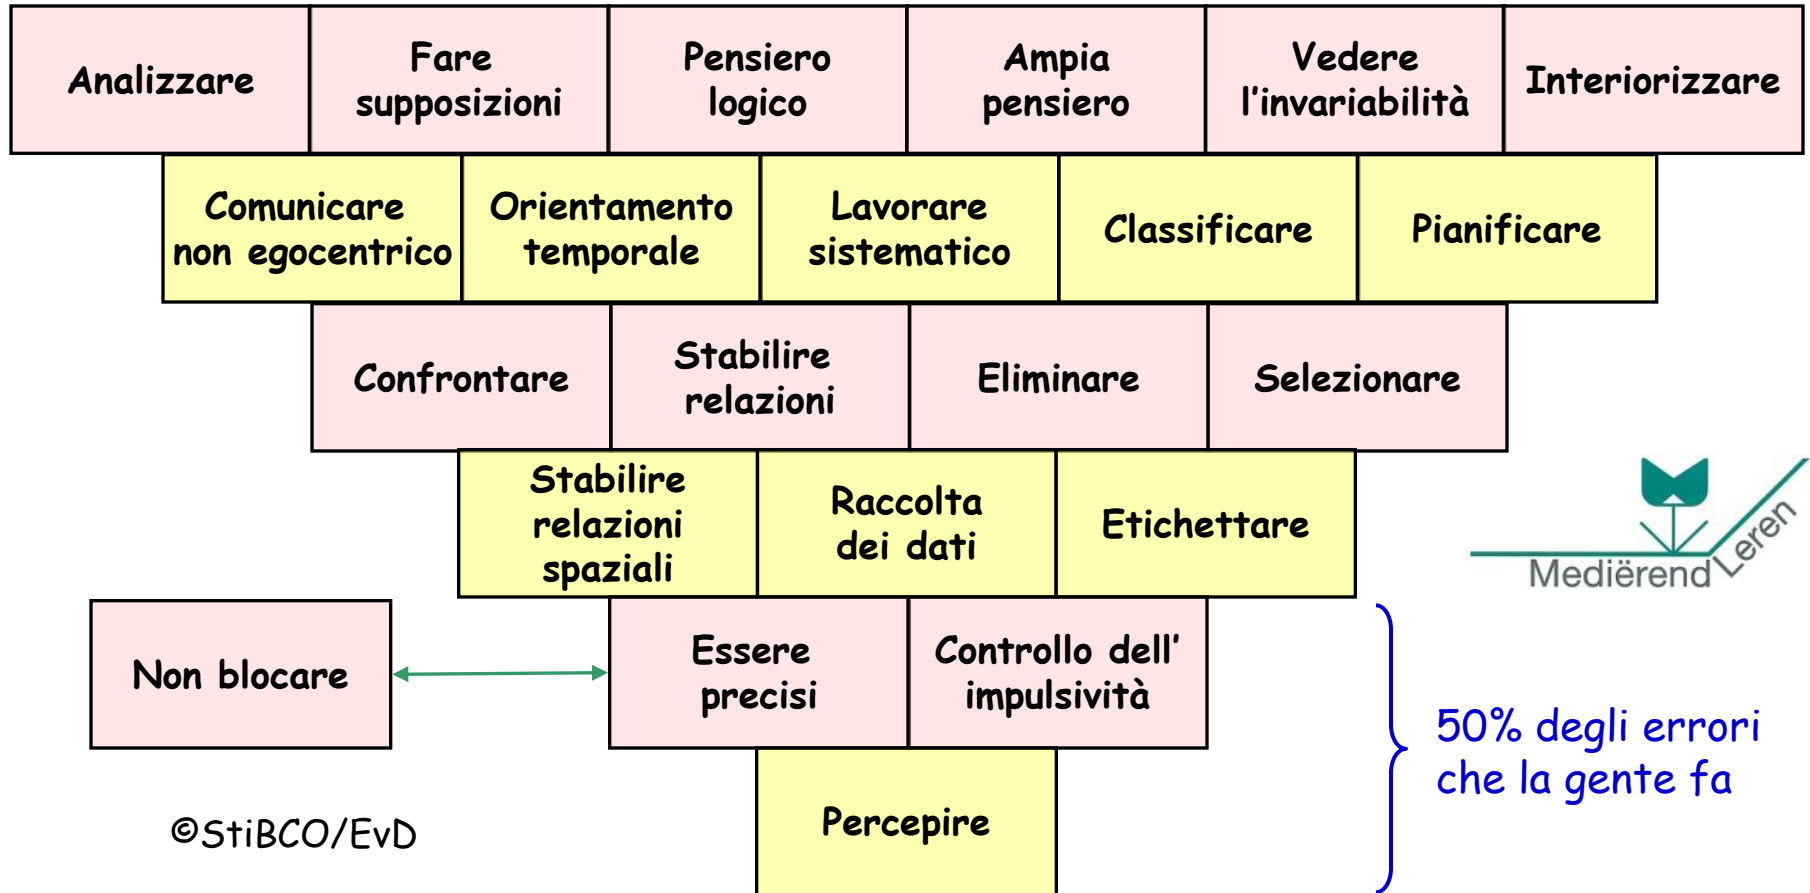 Analizzare
Fare
supposizioni
Pensiero
logico
Ampia
pensiero
Vedere
l'invariabilità
Interiorizzare
Comunicare
non egocentrico
Orientamento
temporale
Lavorare
sistematico
Classificare
Pianificare
Confrontare
Stabilire
relazioni
Eliminare
Selezionare
Stabilire
relazioni
spaziali
Raccolta
dei dati
Etichettare
Mediërend Leren
Non blocare
Essere
precisi
Controllo dell'
impulsività
50% degli errori
che la gente fa
Percepire
©StiBCO/EvD